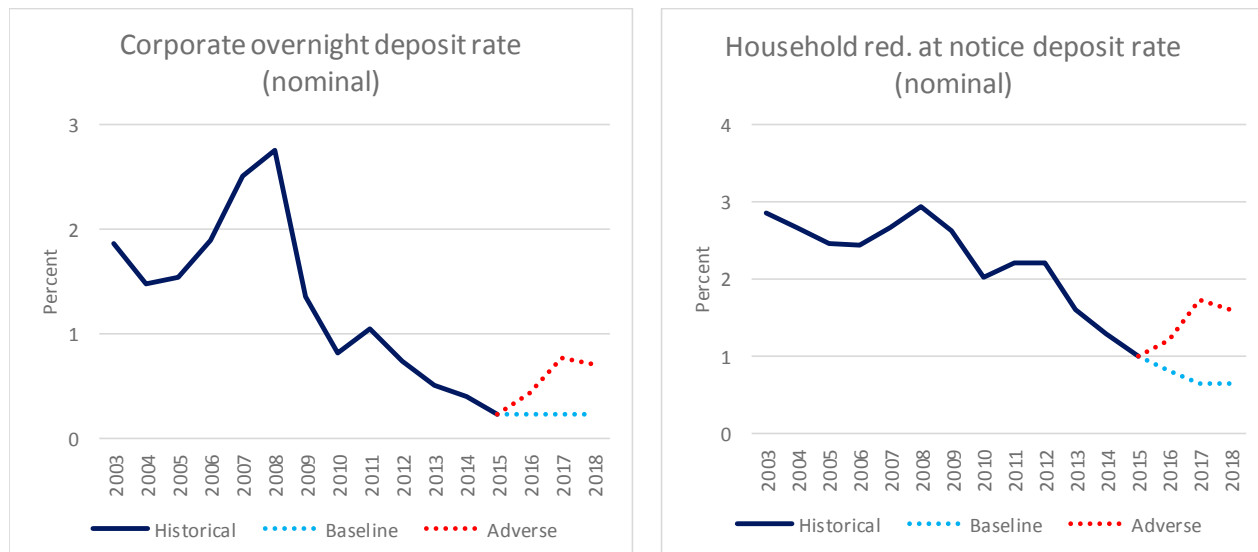 Corporate overnight deposit rate
(nominal)
3
2
1
0
Percent
2003 2004 2005 2006 2007 2008 2009 2010 2011 2012 2013 2014 2015 2016 2017 2018
Historical Baseline Adverse
Household red. at notice deposit rate
(nominal)
4
3
2
1
0
Percent
2003 2004 2005 2006 2007 2008 2009 2010 2011 2012 2013 2014 2015 2016 2017 2018
Historical Baseline Adverse